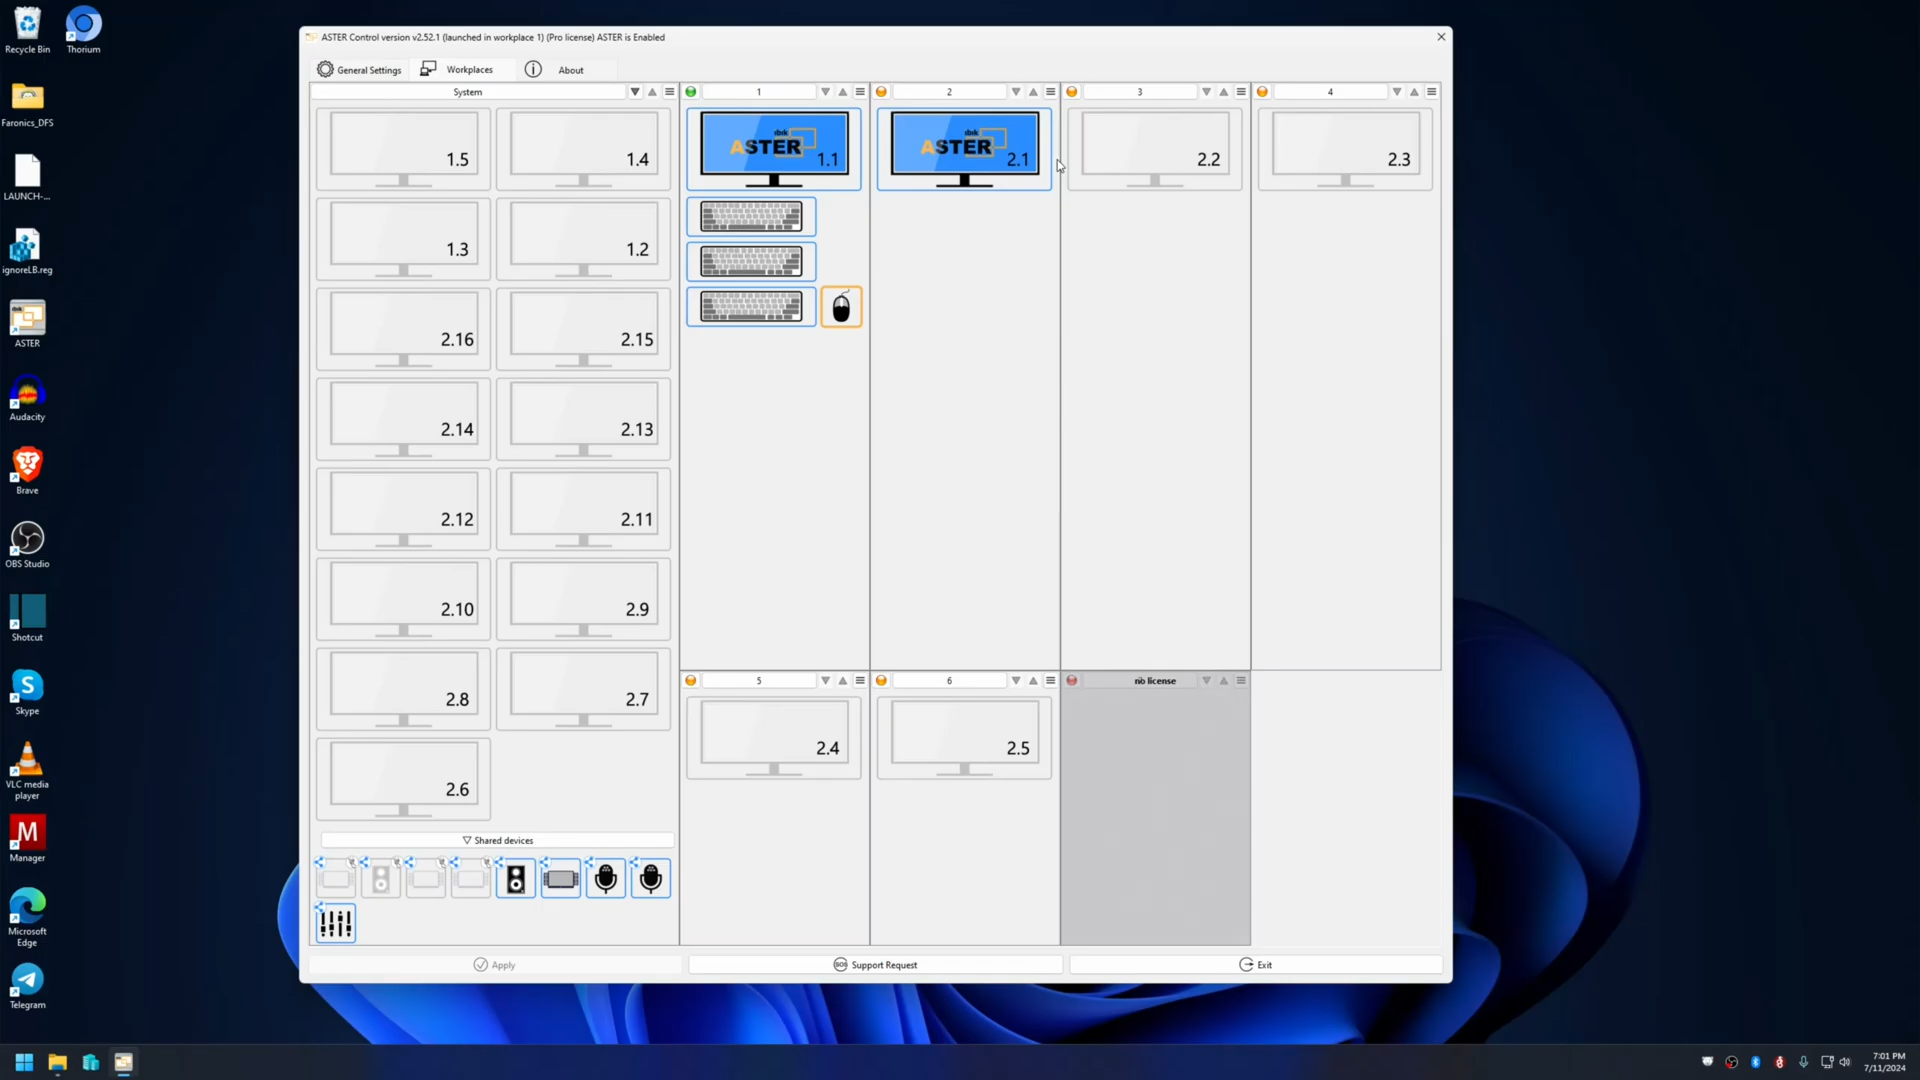 ASTER Control version v2.52.1 (launched in workplace 1) (Pro license) ASTER is Enabled
General Settings
Workplaces
About
System
1
2
3
4
1.5
1.4
1.3
1.2
2.16
2.15
2.14
2.13
2.12
2.11
2.10
2.9
2.8
2.7
2.6
ibik
ASTER
1.1
ibik
ASTER
2.1
2.2
2.3
5
6
no license
2.4
2.5
Shared devices
SOS
Apply
Support Request
Exit
Recycle Bin
Thorium
Faronics_DFS
LAUNCH-...
ignoreLB.reg
ASTER
Audacity
Brave
OBS Studio
Shotcut
Skype
VLC media
player
Manager
Microsoft
Edge
Telegram
7:01 PM
7/11/2024